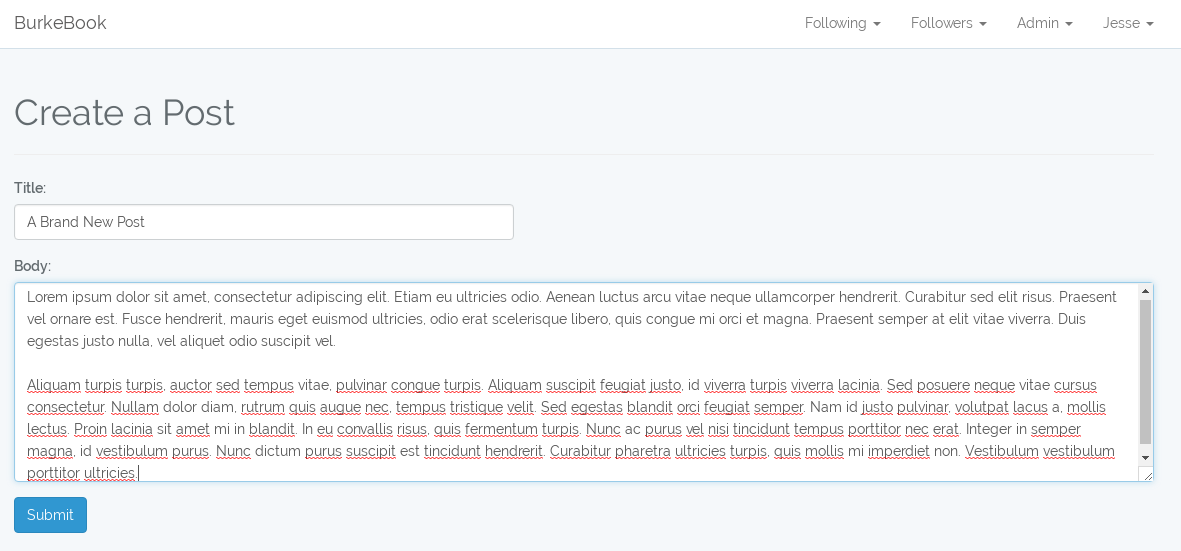 BurkeBook Following Followers Admin Jesse
Create a Post
Title:
A Brand New Post
Body:
Lorem ipsum dolor sit amet, consectetur adipiscing elit. Etiam eu ultricies odio. Aenean luctus arcu vitae neque ullamcorper hendrerit. Curabitur sed elit risus. Praesent
vel ornare est. Fusce hendrerit, mauris eget euismod ultricies, odio erat scelerisque libero, quis congue mi orci et magna. Praesent semper at elit vitae viverra. Duis
egestas justo nulla, vel aliquet odio suscipit vel.
Aliquam turpis turpis, auctor sed tempus vitae, pulvinar congue turpis. Aliquam suscipit feugiat justo, id viverra turpis viverra lacinia. Sed posuere neque vitae cursus
consectetur. Nullam dolor diam, rutrum quis augue nec, tempus tristique velit. Sed egestas blandit orci feugiat semper. Nam id justo pulvinar, volutpat lacus a, mollis
lectus. Proin lacinia sit amet mi in blandit. In eu convallis risus, quis fermentum turpis. Nunc ac purus vel nisi tincidunt tempus porttitor nec erat. Integer in semper
magna, id vestibulum purus. Nunc dictum purus suscipit est tincidunt hendrerit. Curabitur pharetra ultricies turpis, quis mollis mi imperdiet non. Vestibulum vestibulum
porttitor ultricies.
Submit